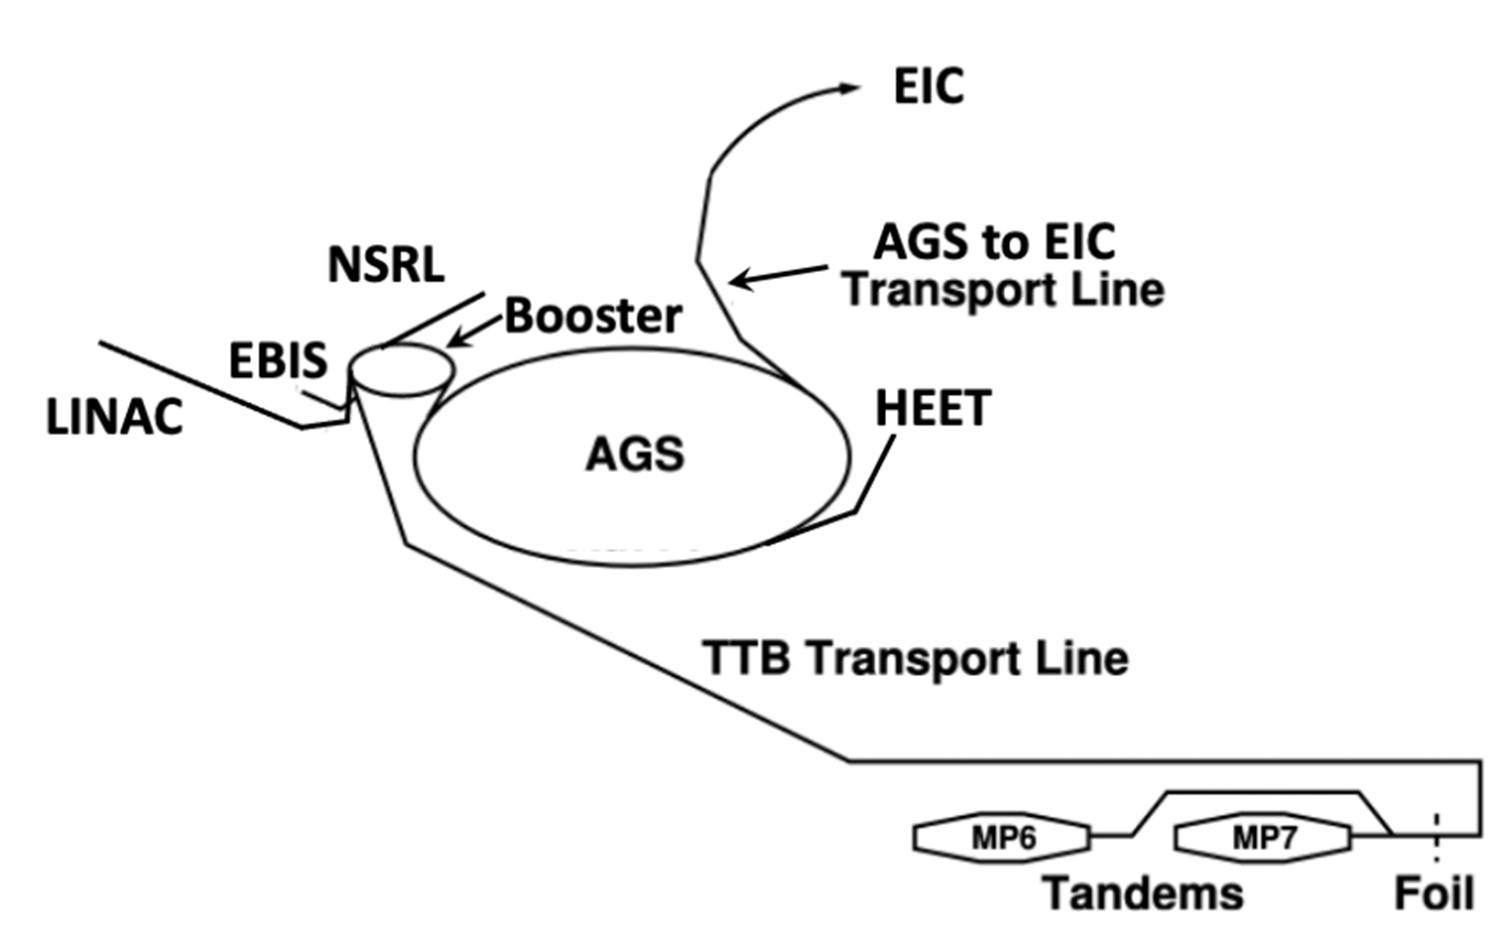 EIC
AGS to EIC
Transport Line
NSRL
Booster
EBIS
LINAC
HEET
AGS
TTB Transport Line
MP6
MP7
Tandems
Foil